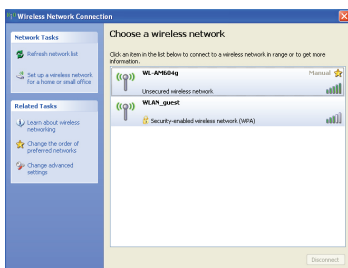 Wireless Network Connection
Network Tasks
Refresh network list
Set up a wireless network
for a home or small office
Related Tasks
Learn about wireless
networking
Change the order of
preferred networks
Change advanced
settings
Choose a wireless network
Click an item in the list below to connect to a wireless network in range or to get more
information.
WL-AM604g
Manual
Unsecured wireless network
WLAN_guest
Security-enabled wireless network (WPA)
Disconnect